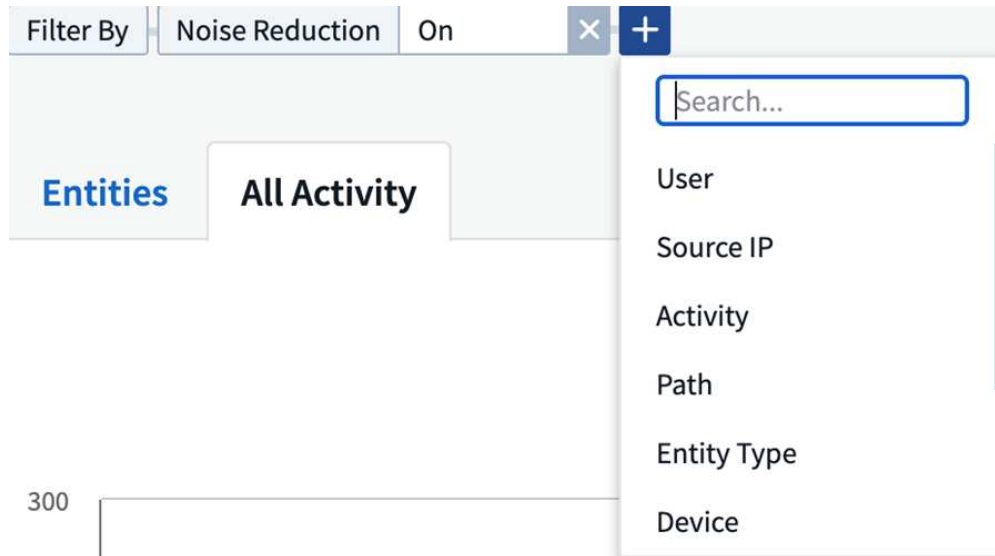 Filter By Noise Reduction On × +
Search...
User
Entities All Activity
Source IP
Activity
Path
Entity Type
300
Device